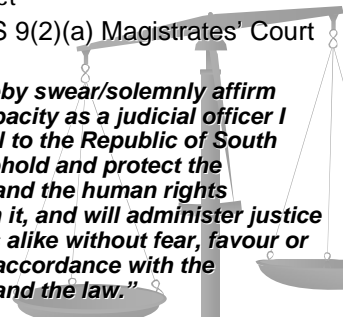 S 9(2)(a) Magistrates’ Court
by swear/solemnly affirm
pacity as a judicial officer I
l to the Republic of South
hold and protect the
and the human rights
it, and will administer justice
alike without fear, favour or
accordance with the
and the law.”